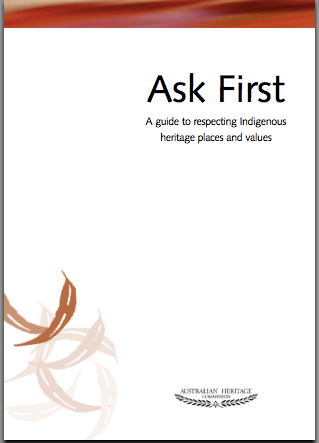 Ask First
A guide to respecting Indigenous
heritage places and values
AUSTRALIAN HERITAGE
COMMISSION